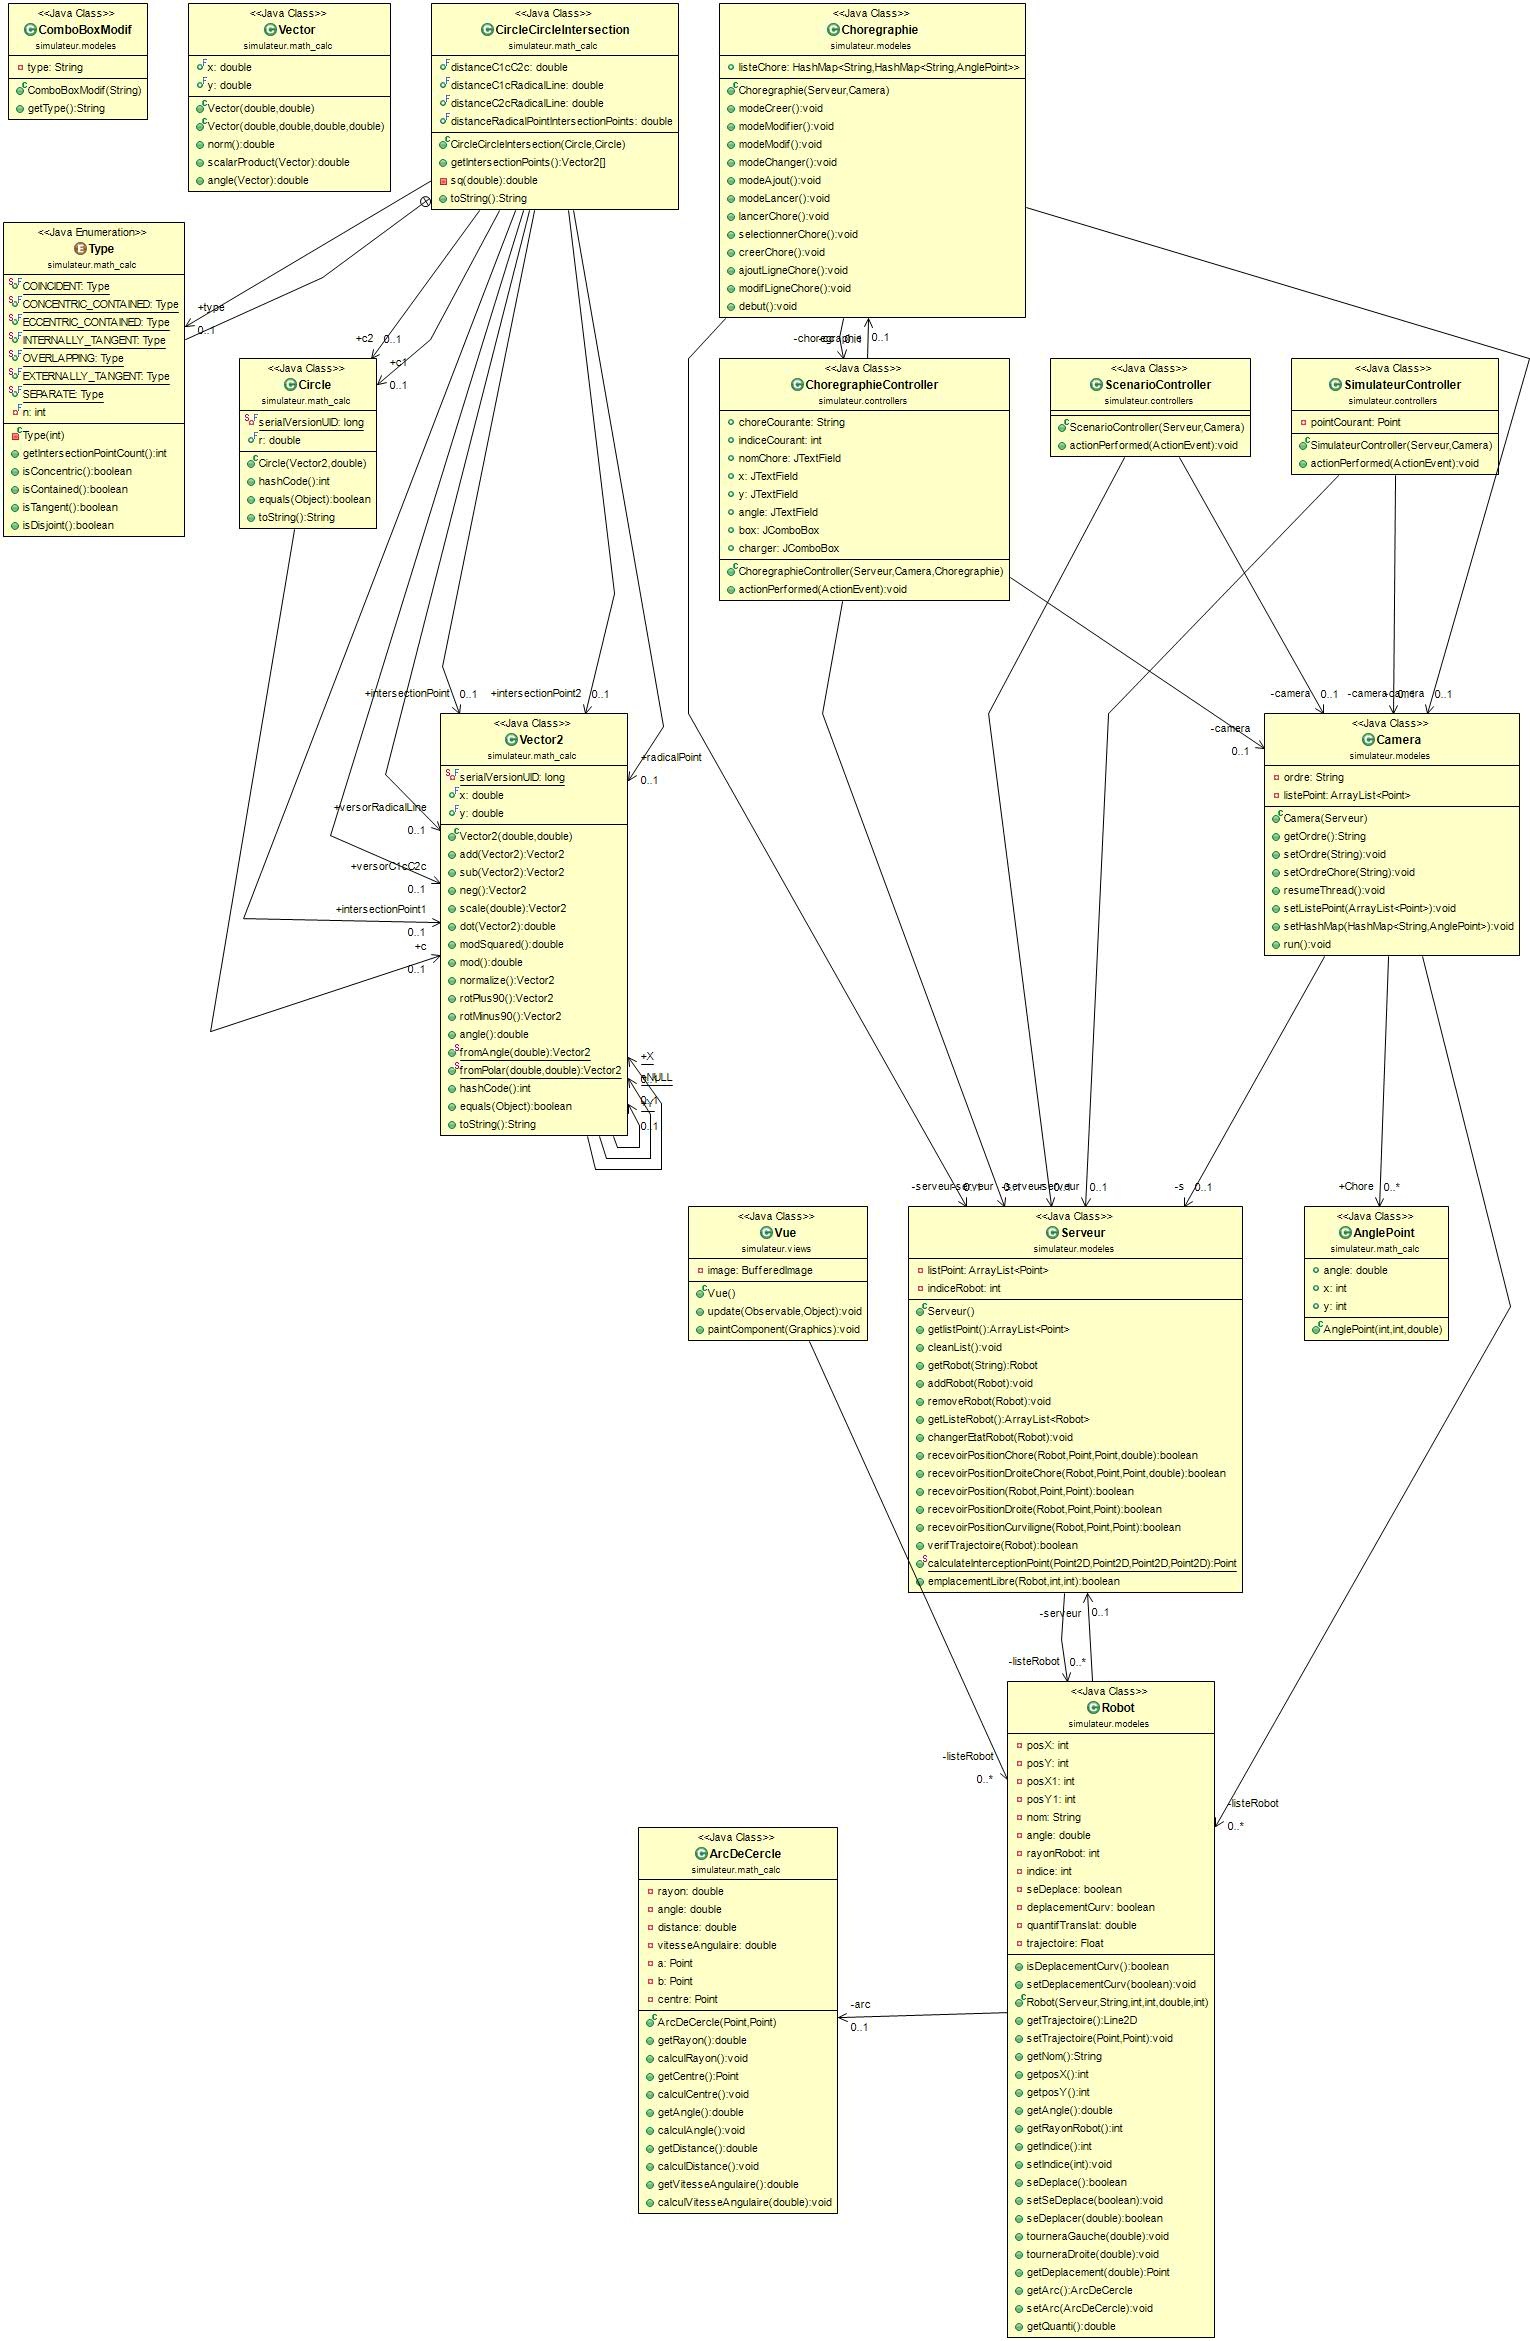 <<Java Class>>
ComboBoxModif
simulateur.modeles
type: String
ComboBoxModif(String)
getType():String
<<Java Class>>
Vector
simulateur.math_calc
x: double
y: double
Vector(double,double)
Vector(double,double,double,double)
norm():double
scalarProduct(Vector):double
angle(Vector):double
<<Java Class>>
CircleCircleIntersection
simulateur.math_calc
distanceC1cC2c: double
distanceC1cRadicalLine: double
distanceC2cRadicalLine: double
distanceRadicalPointIntersectionPoints: double
CircleCircleIntersection(Circle,Circle)
getIntersectionPoints():Vector2[]
sq(double):double
toString():String
<<Java Class>>
Choregraphie
simulateur.modeles
listeChore: HashMap<String,HashMap<String,AnglePoint>>
Choregraphie(Serveur,Camera)
modeCreer():void
modeModifier():void
modeModif():void
modeChanger():void
modeAjout():void
modeLancer():void
lancerChore():void
selectionnerChore():void
creerChore():void
ajoutLigneChore():void
modifLigneChore():void
debut():void
<<Java Enumeration>>
Type
simulateur.math_calc
COINCIDENT: Type
CONCENTRIC_CONTAINED: Type
ECCENTRIC_CONTAINED: Type
INTERNALLY_TANGENT: Type
OVERLAPPING: Type
EXTERNALLY_TANGENT: Type
SEPARATE: Type
n: int
Type(int)
getIntersectionPointCount():int
isConcentric():boolean
isContained():boolean
isTangent():boolean
isDisjoint():boolean
+type
0..1
+c2
0..1
+c1
0..1
<<Java Class>>
Circle
simulateur.math_calc
serialVersionUID: long
r: double
Circle(Vector2,double)
hashCode():int
equals(Object):boolean
toString():String
-choregraphie
0..1
<<Java Class>>
ChoregraphieController
simulateur.controllers
choreCourante: String
indiceCourant: int
nomChore: JTextField
x: JTextField
y: JTextField
angle: JTextField
box: JComboBox
charger: JComboBox
ChoregraphieController(Serveur,Camera,Choregraphie)
actionPerformed(ActionEvent):void
<<Java Class>>
ScenarioController
simulateur.controllers
ScenarioController(Serveur,Camera)
actionPerformed(ActionEvent):void
<<Java Class>>
SimulateurController
simulateur.controllers
pointCourant: Point
SimulateurController(Serveur,Camera)
actionPerformed(ActionEvent):void
+intersectionPoint
0..1
+intersectionPoint2
0..1
+radicalPoint
0..1
+versorRadicalLine
0..1
+versorC1cC2c
0..1
+intersectionPoint1
0..1
+c
0..1
<<Java Class>>
Vector2
simulateur.math_calc
serialVersionUID: long
x: double
y: double
Vector2(double,double)
add(Vector2):Vector2
sub(Vector2):Vector2
neg():Vector2
scale(double):Vector2
dot(Vector2):double
modSquared():double
mod():double
normalize():Vector2
rotPlus90():Vector2
rotMinus90():Vector2
angle():double
fromAngle(double):Vector2
fromPolar(double,double):Vector2
hashCode():int
equals(Object):boolean
toString():String
+X
0..1
-camera
0..1
-camera
-camera
0..1
-camera
0..1
<<Java Class>>
Camera
simulateur.modeles
ordre: String
listePoint: ArrayList<Point>
Camera(Serveur)
getOrdre():String
setOrdre(String):void
setOrdreChore(String):void
resumeThread():void
setListePoint(ArrayList<Point>):void
setHashMap(HashMap<String,AnglePoint>):void
run():void
-serveur
-serveur
-serveur
-serveur
0..1
-s
0..1
+Chore
0..*
<<Java Class>>
Vue
simulateur.views
image: BufferedImage
Vue()
update(Observable,Object):void
paintComponent(Graphics):void
<<Java Class>>
Serveur
simulateur.modeles
listPoint: ArrayList<Point>
indiceRobot: int
Serveur()
getlistPoint():ArrayList<Point>
cleanList():void
getRobot(String):Robot
addRobot(Robot):void
removeRobot(Robot):void
getListeRobot():ArrayList<Robot>
changerEtatRobot(Robot):void
recevoirPositionChore(Robot,Point,Point,double):boolean
recevoirPositionDroiteChore(Robot,Point,Point,double):boolean
recevoirPosition(Robot,Point,Point):boolean
recevoirPositionDroite(Robot,Point,Point):boolean
recevoirPositionCurviligne(Robot,Point,Point):boolean
verifTrajectoire(Robot):boolean
calculateInterceptionPoint(Point2D,Point2D,Point2D,Point2D):Point
emplacementLibre(Robot,int,int):boolean
<<Java Class>>
AnglePoint
simulateur.math_calc
angle: double
x: int
y: int
AnglePoint(int,int,double)
-serveur
0..1
-listeRobot
0..*
-listeRobot
0..*
-listeRobot
0..*
<<Java Class>>
Robot
simulateur.modeles
posX: int
posY: int
posX1: int
posY1: int
nom: String
angle: double
rayonRobot: int
indice: int
seDeplace: boolean
deplacementCurv: boolean
quantifTranslat: double
trajectoire: Float
isDeplacementCurv():boolean
setDeplacementCurv(boolean):void
Robot(Serveur,String,int,int,double,int)
getTrajectoire():Line2D
setTrajectoire(Point,Point):void
getNom():String
getposX():int
getposY():int
getAngle():double
getRayonRobot():int
getIndice():int
setIndice(int):void
seDeplace():boolean
setSeDeplace(boolean):void
seDeplacer(double):boolean
tourneraGauche(double):void
tourneraDroite(double):void
getDeplacement(double):Point
getArc():ArcDeCercle
setArc(ArcDeCercle):void
getQuanti():double
<<Java Class>>
ArcDeCercle
simulateur.math_calc
rayon: double
angle: double
distance: double
vitesseAngulaire: double
a: Point
b: Point
centre: Point
ArcDeCercle(Point,Point)
getRayon():double
calculRayon():void
getCentre():Point
calculCentre():void
getAngle():double
calculAngle():void
getDistance():double
calculDistance():void
getVitesseAngulaire():double
calculVitesseAngulaire(double):void
-arc
0..1